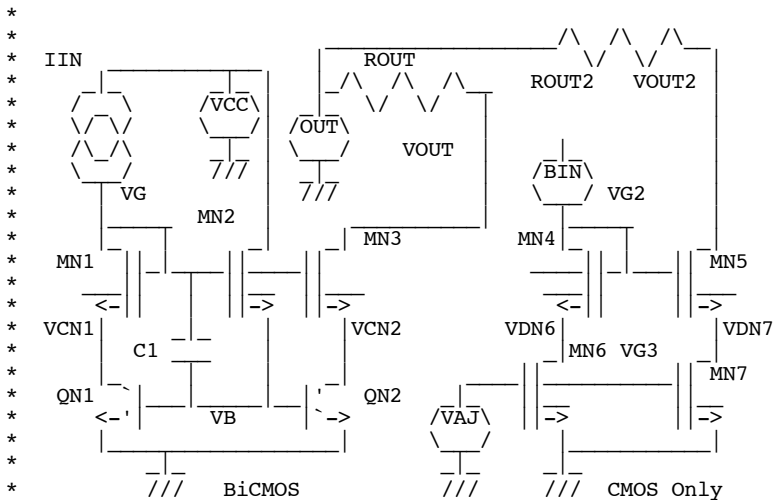 IIN ROUT
ROUT2 VOUT2
VCC
OUT VOUT
BIN
VG VG2
MN2
MN3 MN4
MN1 MN5
VCN1 VCN2 VDN6 VDN7
C1 MN6 VG3
MN7
QN1 QN2
VB VAJ
BiCMOS CMOS Only